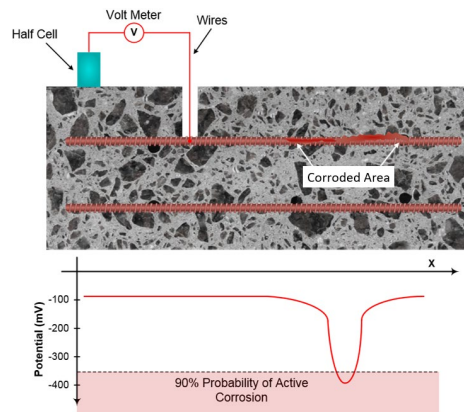 Volt Meter
Wires
Half Cell
V
Corroded Area
X
Potential (mV)
-100
-200
-300
-400
90% Probability of Active
Corrosion